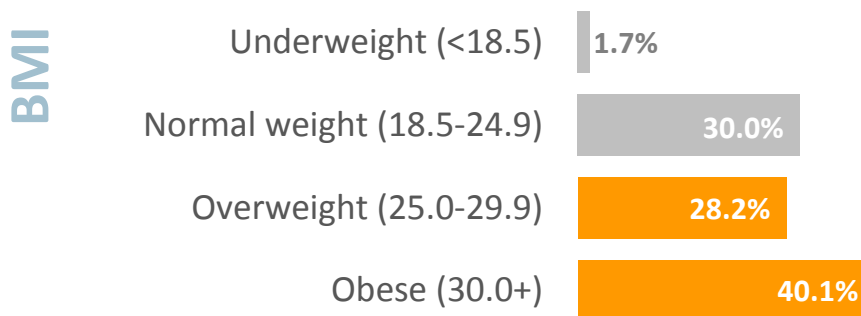 BMI
Underweight (<18.5) 1.7%
Normal weight (18.5-24.9) 30.0%
Overweight (25.0-29.9) 28.2%
Obese (30.0+) 40.1%